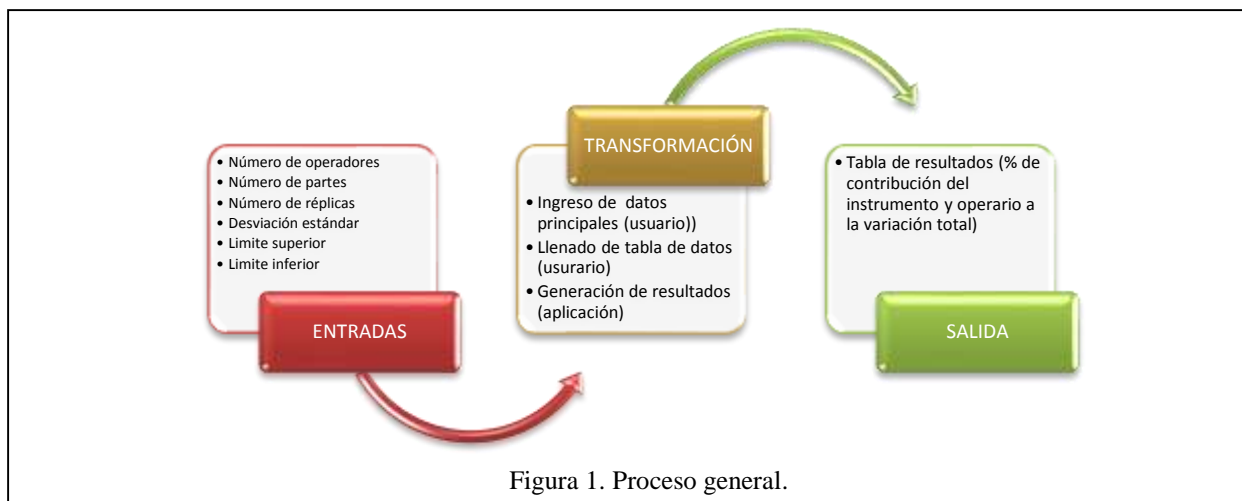 • Número de operadores
• Número de partes
• Número de réplicas
• Desviación estándar
• Limite superior
• Limite inferior
ENTRADAS
TRANSFORMACIÓN
• Ingreso de datos
principales (usuario))
• Llenado de tabla de datos
(usurario)
• Generación de resultados
(aplicación)
• Tabla de resultados (% de
contribución del
instrumento y operario a
la variación total)
SALIDA
Figura 1. Proceso general.